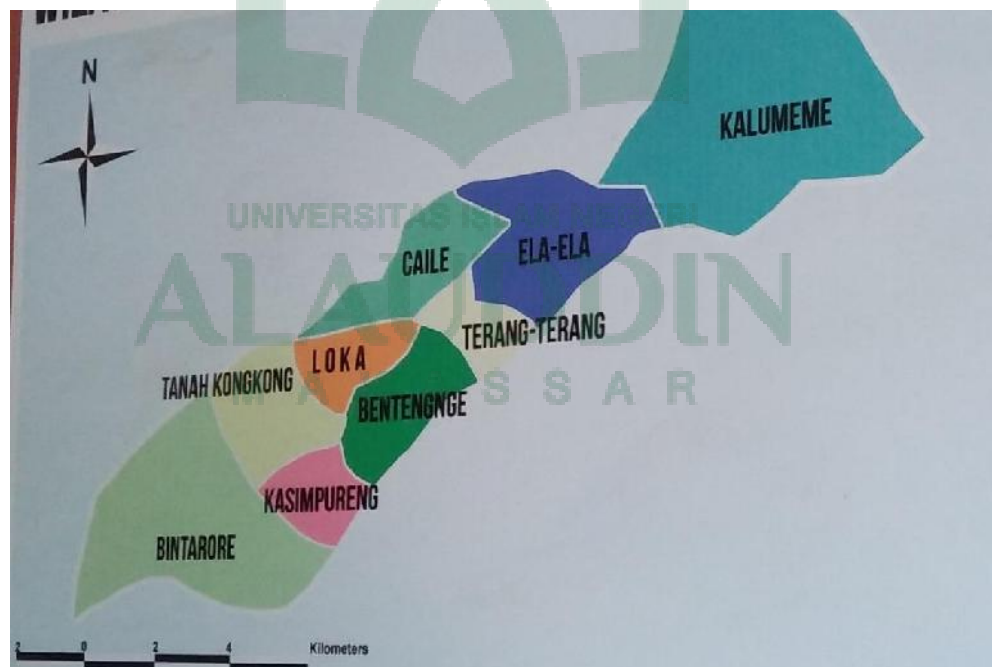 N
KALUMEME
UNIVERSITAS ISLAM NEGERI
ELA-ELA
CAILE
ALAUDDIN
TERANG-TERANG
LOKA
TANAH KONGKONG
MAKASSAR
BENTENGNGE
KASIMPURENG
BINTARORE
2 0 2 4 Kilometers